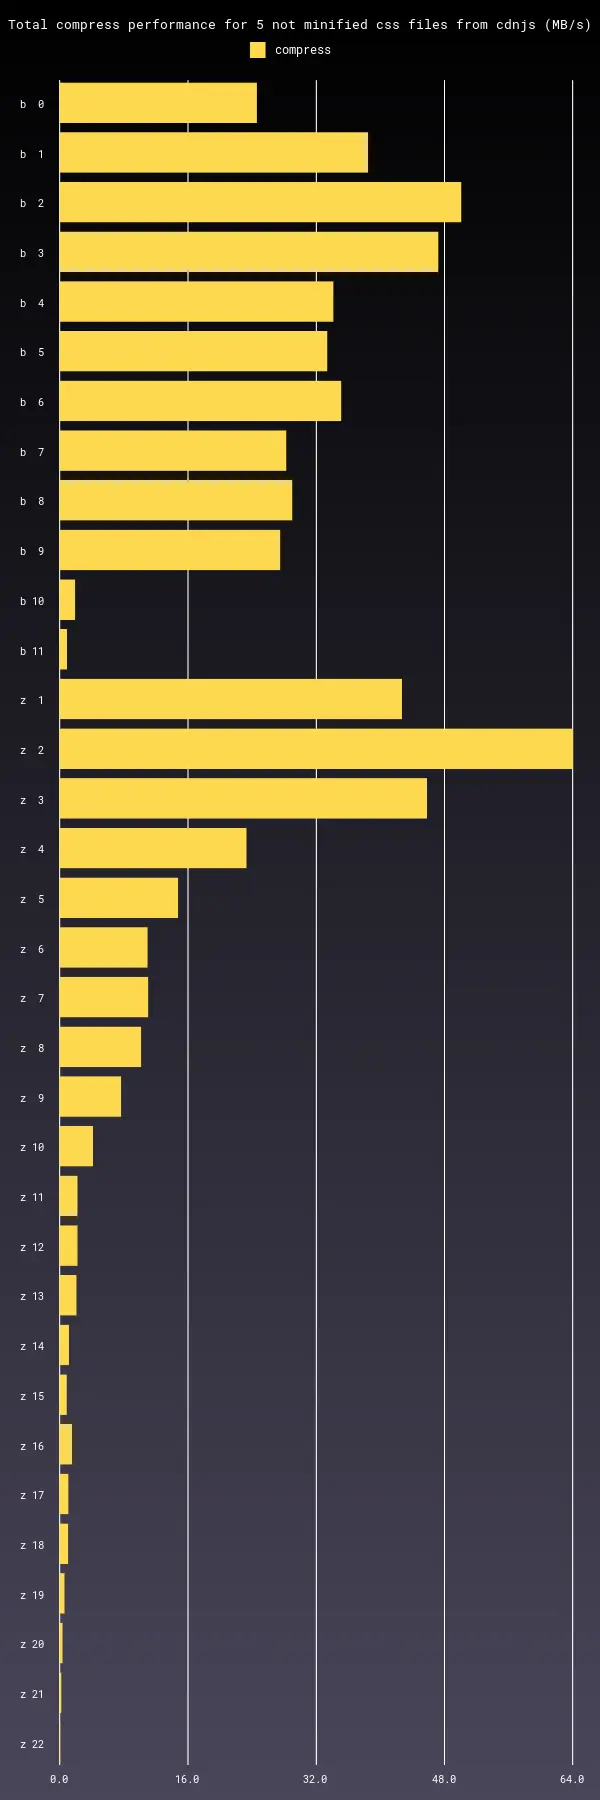 Total compress performance for 5 not minified css files from cdnjs (MB/s)
compress
b 0
b 1
b 2
b 3
b 4
b 5
b 6
b 7
b 8
b 9
b 10
b 11
z 1
z 2
z 3
z 4
z 5
z 6
z 7
z 8
z 9
z 10
z 11
z 12
z 13
z 14
z 15
z 16
z 17
z 18
z 19
z 20
z 21
z 22
0.0 16.0 32.0 48.0 64.0